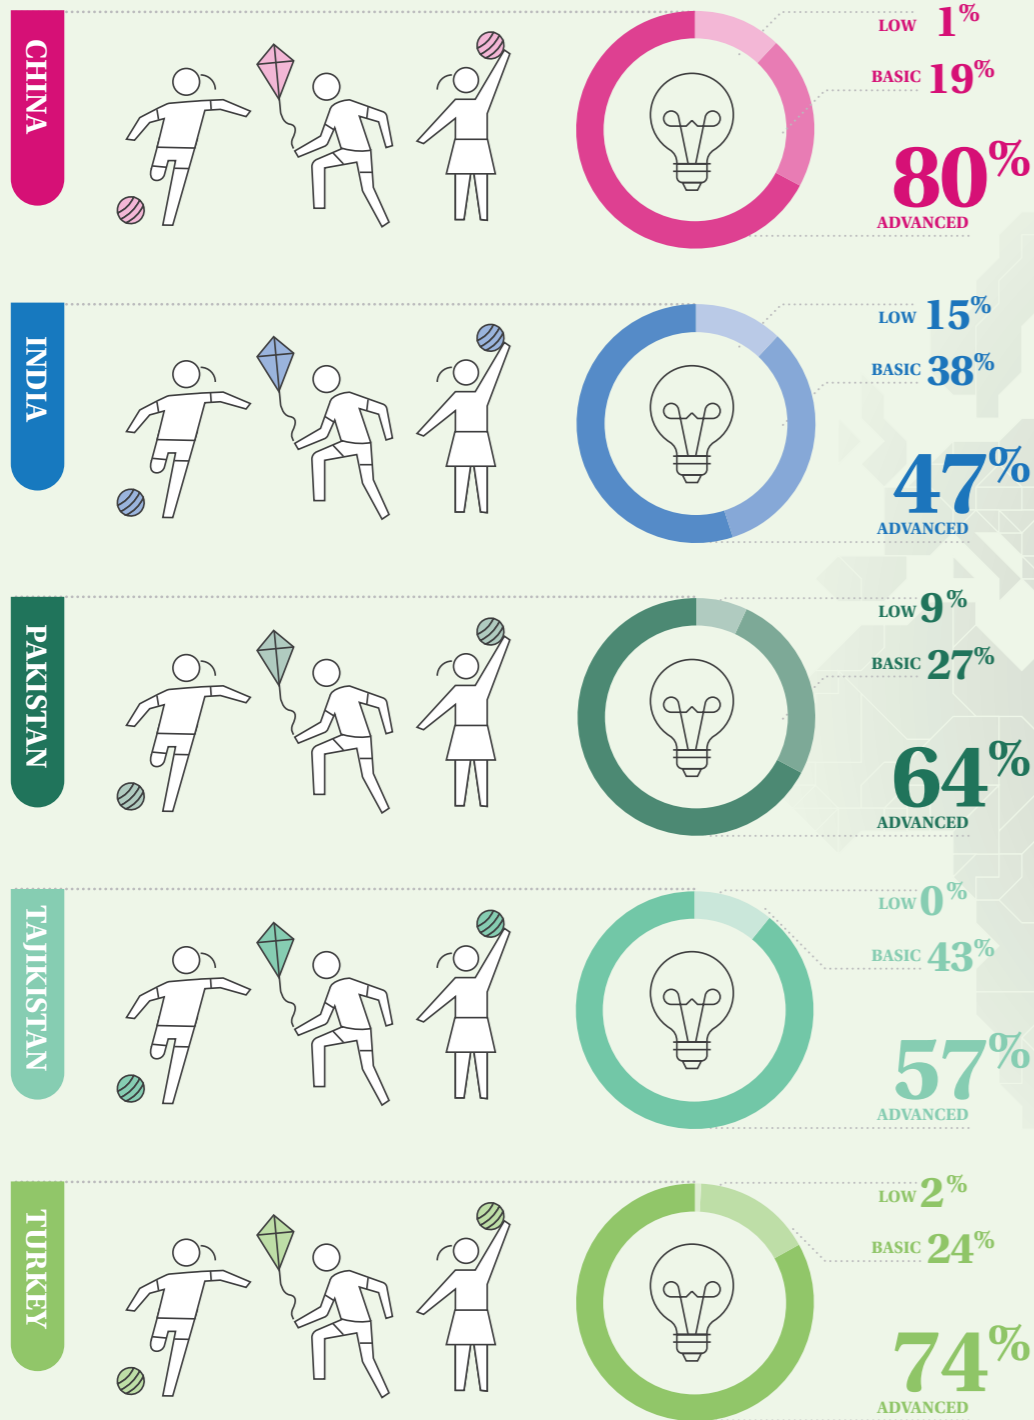 CHINA
LOW 1%
BASIC 19%
80%
ADVANCED
INDIA
LOW 15%
BASIC 38%
47%
ADVANCED
PAKISTAN
LOW 9%
BASIC 27%
64%
ADVANCED
TAJIKISTAN
LOW 0%
BASIC 43%
57%
ADVANCED
TURKEY
LOW 2%
BASIC 24%
74%
ADVANCED